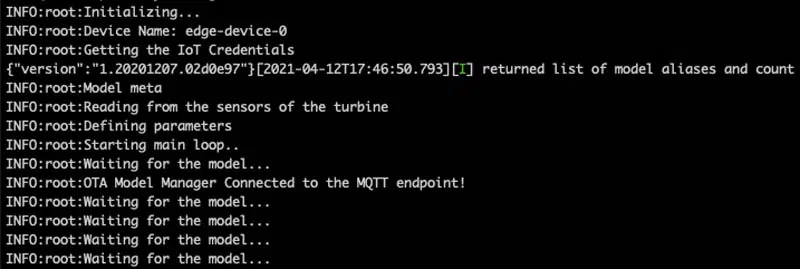 INFO:root:Initializing...
INFO:root:Device Name: edge-device-0
INFO:root:Getting the IoT Credentials
{"version":"1.20201207.02d0e97"}[2021-04-12T17:46:50.793][I] returned list of model aliases and count
INFO:root:Model meta
INFO:root:Reading from the sensors of the turbine
INFO:root:Defining parameters
INFO:root:Starting main loop..
INFO:root:Waiting for the model...
INFO:root:OTA Model Manager Connected to the MQTT endpoint!
INFO:root:Waiting for the model...
INFO:root:Waiting for the model...
INFO:root:Waiting for the model...
INFO:root:Waiting for the model...